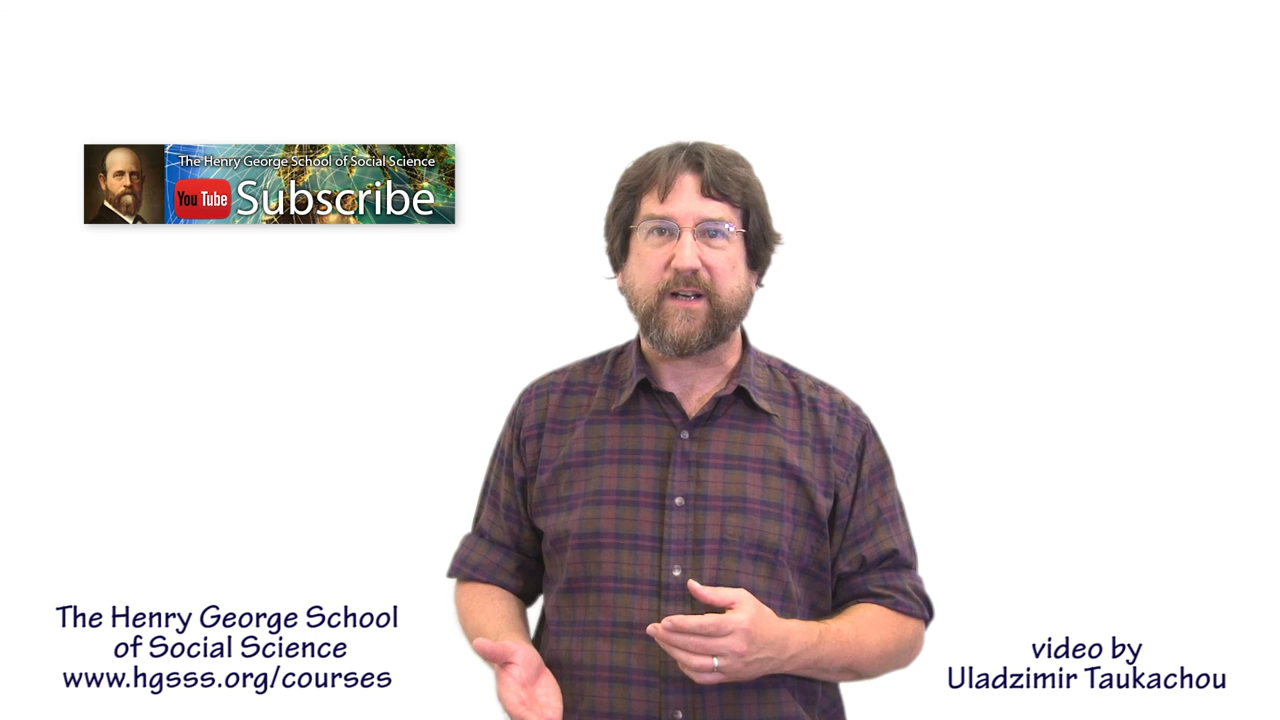 The Henry George School of Social Science
You Tube Subscribe
The Henry George School
of Social Science
www.hgsss.org/courses
video by
Uladzimir Taukachou